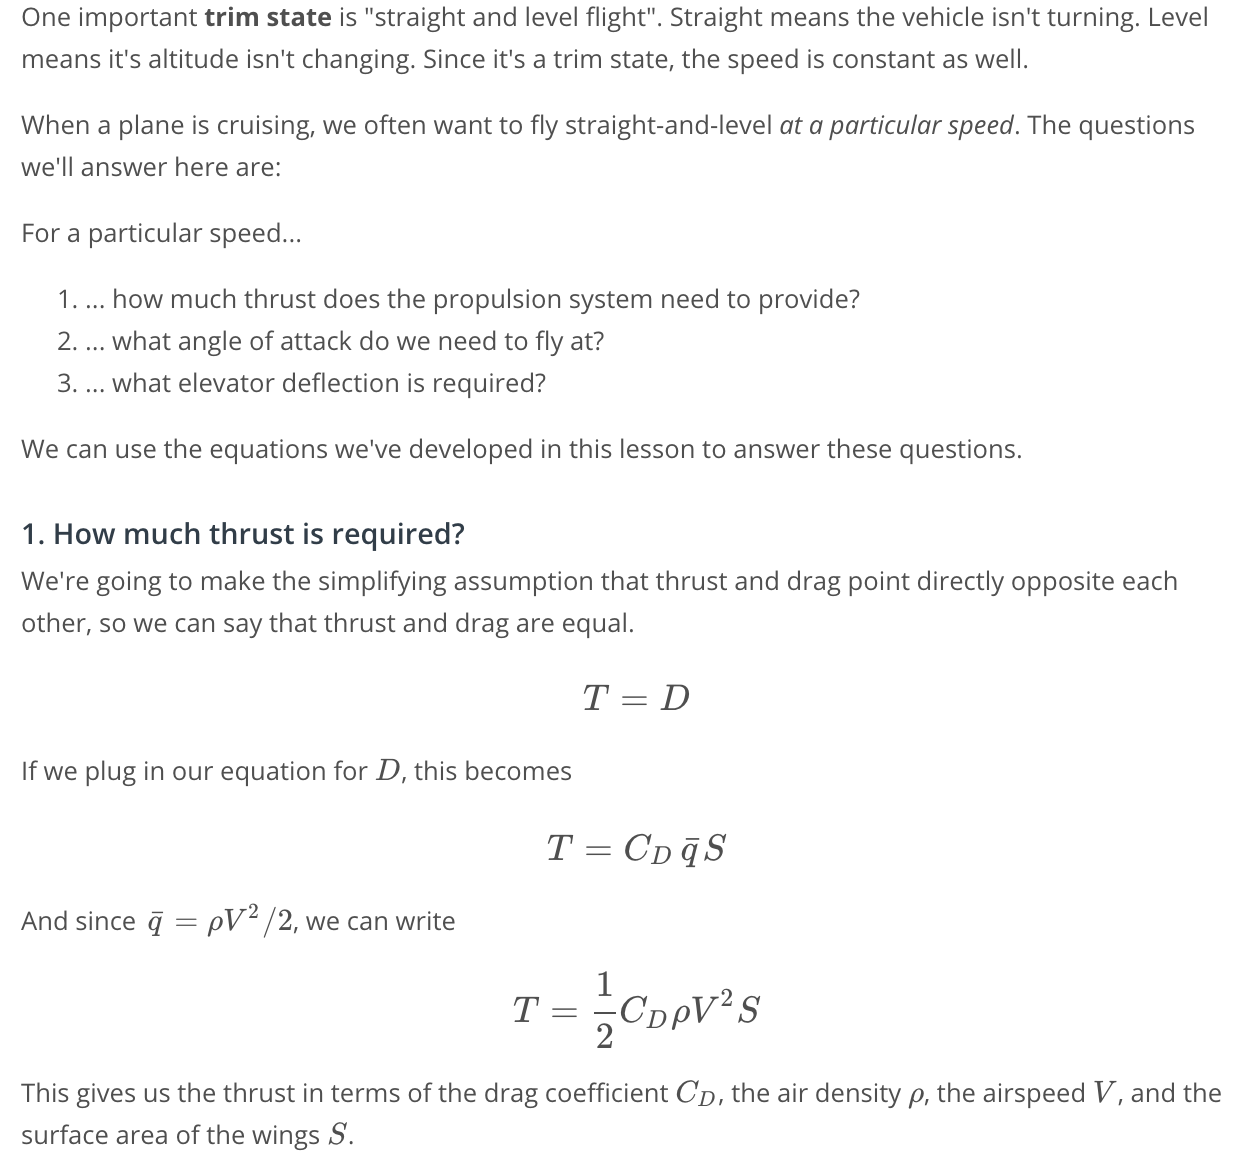 One important trim state is "straight and level flight". Straight means the vehicle isn't turning. Level
means it's altitude isn't changing. Since it's a trim state, the speed is constant as well.
When a plane is cruising, we often want to fly straight-and-level at a particular speed. The questions
we'll answer here are:
For a particular speed...
1. ... how much thrust does the propulsion system need to provide?
2. ... what angle of attack do we need to fly at?
3. ... what elevator deflection is required?
We can use the equations we've developed in this lesson to answer these questions.
1. How much thrust is required?
We're going to make the simplifying assumption that thrust and drag point directly opposite each
other, so we can say that thrust and drag are equal.
T = D
If we plug in our equation for D, this becomes
T = C_D q̄ S
And since q̄ = ρV²/2, we can write
T = 1/2 C_D ρV² S
This gives us the thrust in terms of the drag coefficient C_D, the air density ρ, the airspeed V, and the
surface area of the wings S.